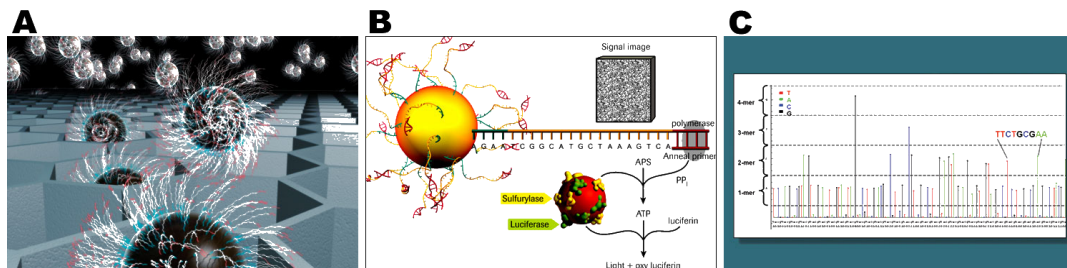 A
B
C
Signal image
polymerase
AGAATCGGCATGCTAAAGTCA
Anneal primer
APS
PPi
Sulfurylase
Luciferase
ATP
luciferin
Light + oxy luciferin
T
A
C
G
4-mer
3-mer
2-mer
1-mer
TTCTGCGAA